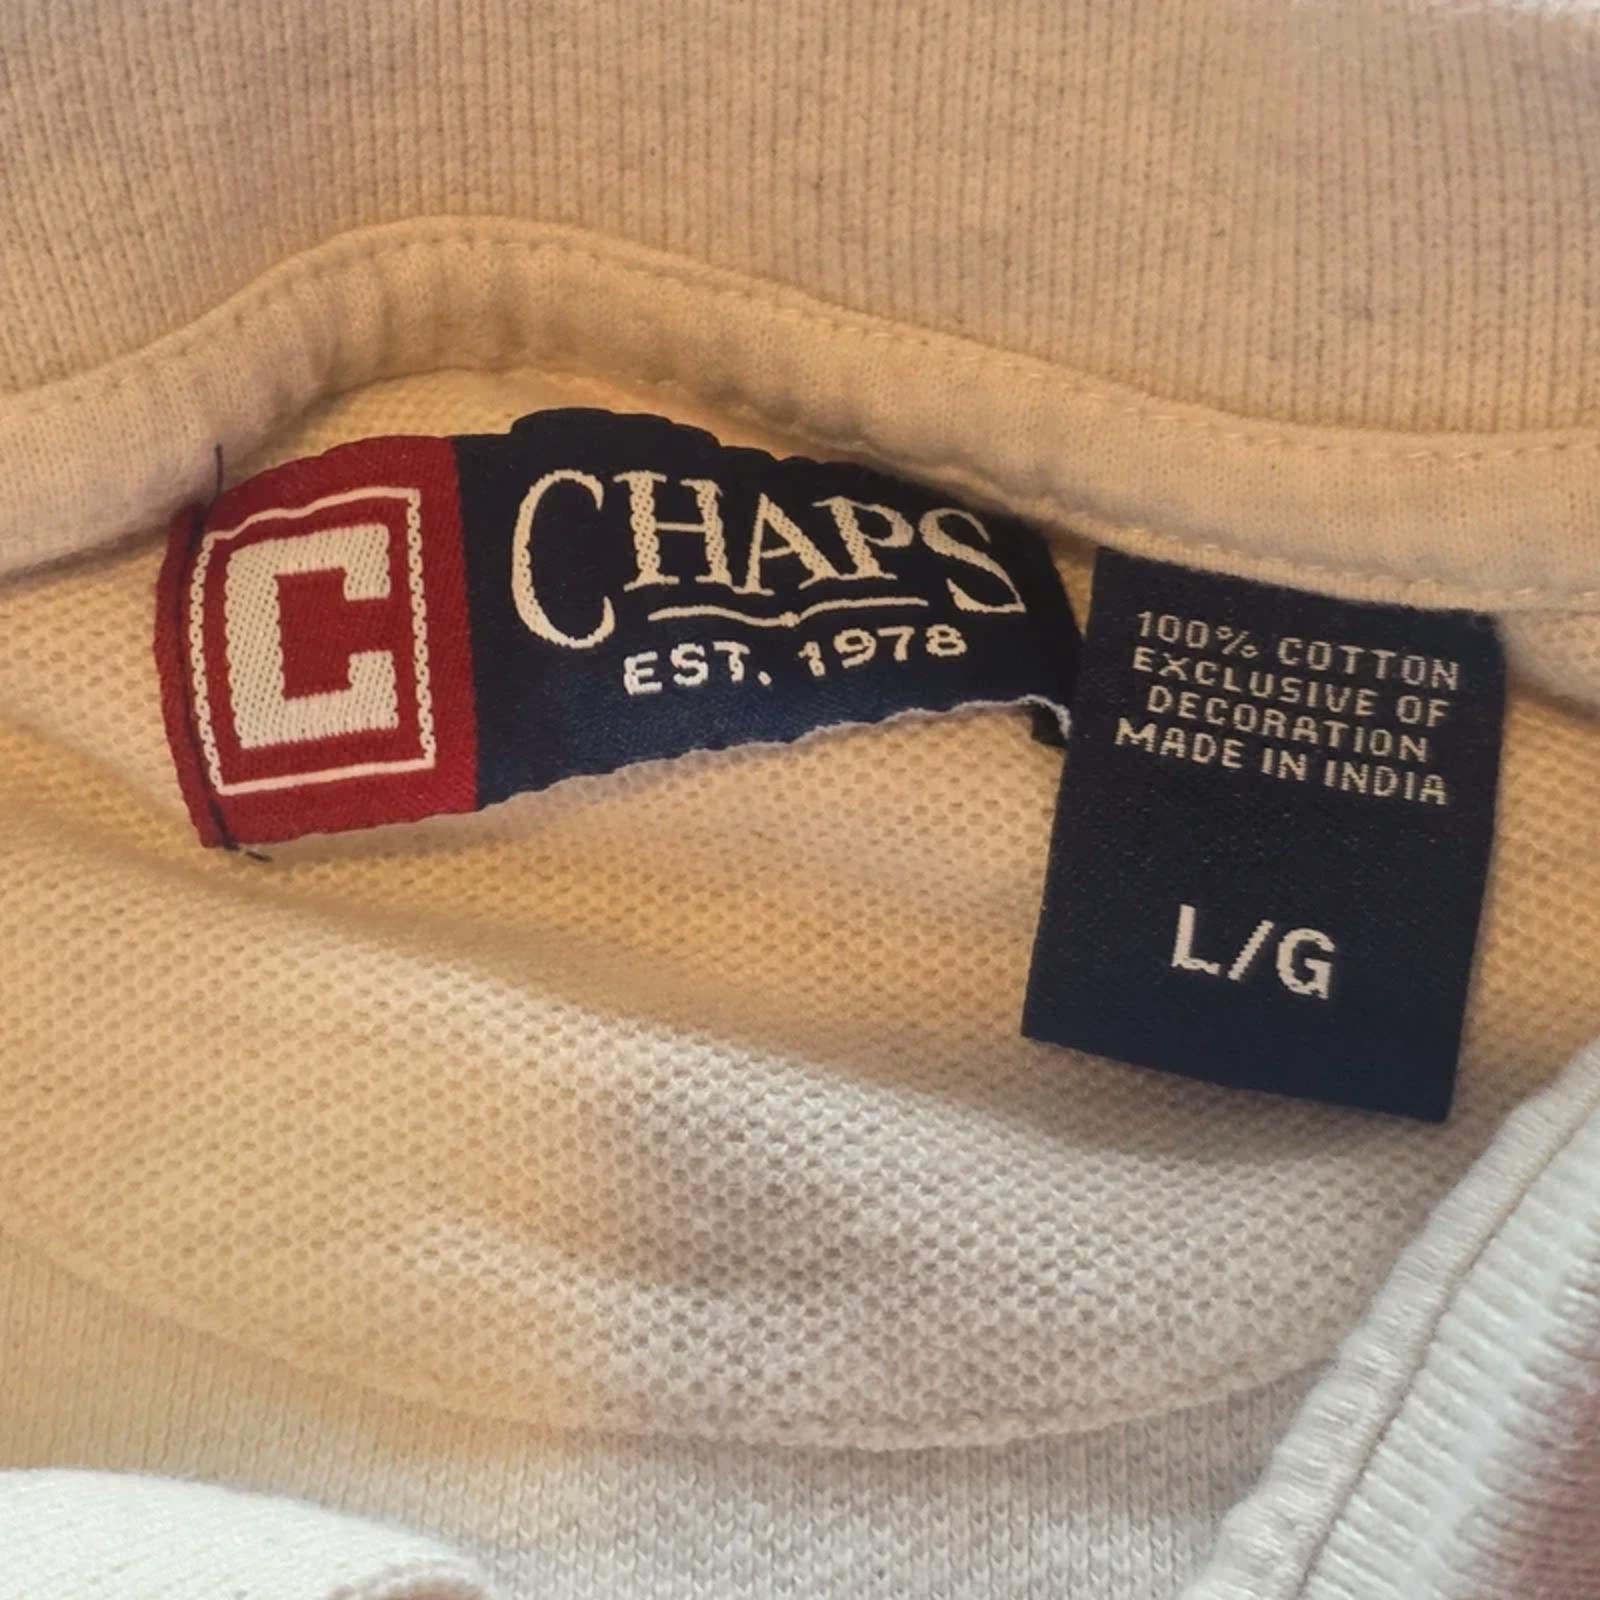 C
CHAPS
EST. 1978
100% COTTON
EXCLUSIVE OF
DECORATION
MADE IN INDIA
L/G